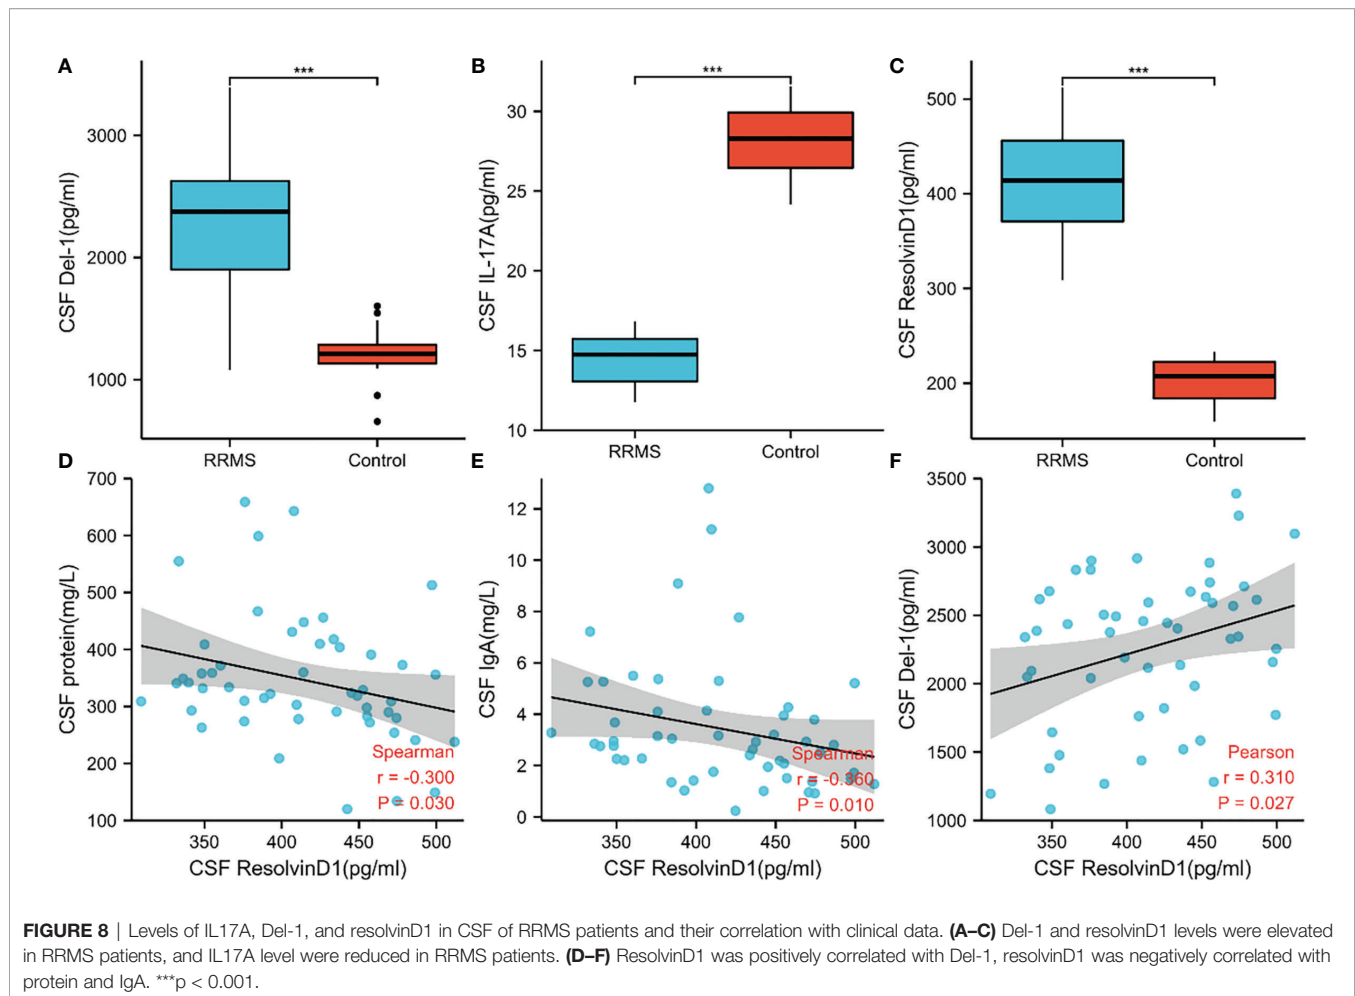 A
***
CSF Del-1(pg/ml)
3000
2000
1000
RRMS
Control
B
***
CSF IL-17A(pg/ml)
30
25
20
15
10
RRMS
Control
C
***
CSF ResolvinD1(pg/ml)
500
400
300
200
RRMS
Control
D
CSF protein(mg/L)
700
600
500
400
300
200
100
Spearman
r = -0.300
P = 0.030
350
400
450
500
CSF ResolvinD1(pg/ml)
E
CSF IgA(mg/L)
12
10
8
6
4
2
0
Spearman
r = -0.360
P = 0.010
350
400
450
500
CSF ResolvinD1(pg/ml)
F
CSF Del-1(pg/ml)
3500
3000
2500
2000
1500
1000
Pearson
r = 0.310
P = 0.027
350
400
450
500
CSF ResolvinD1(pg/ml)
FIGURE 8 | Levels of IL17A, Del-1, and resolvinD1 in CSF of RRMS patients and their correlation with clinical data. (A–C) Del-1 and resolvinD1 levels were elevated
in RRMS patients, and IL17A level were reduced in RRMS patients. (D–F) ResolvinD1 was positively correlated with Del-1, resolvinD1 was negatively correlated with
protein and IgA. ***p < 0.001.